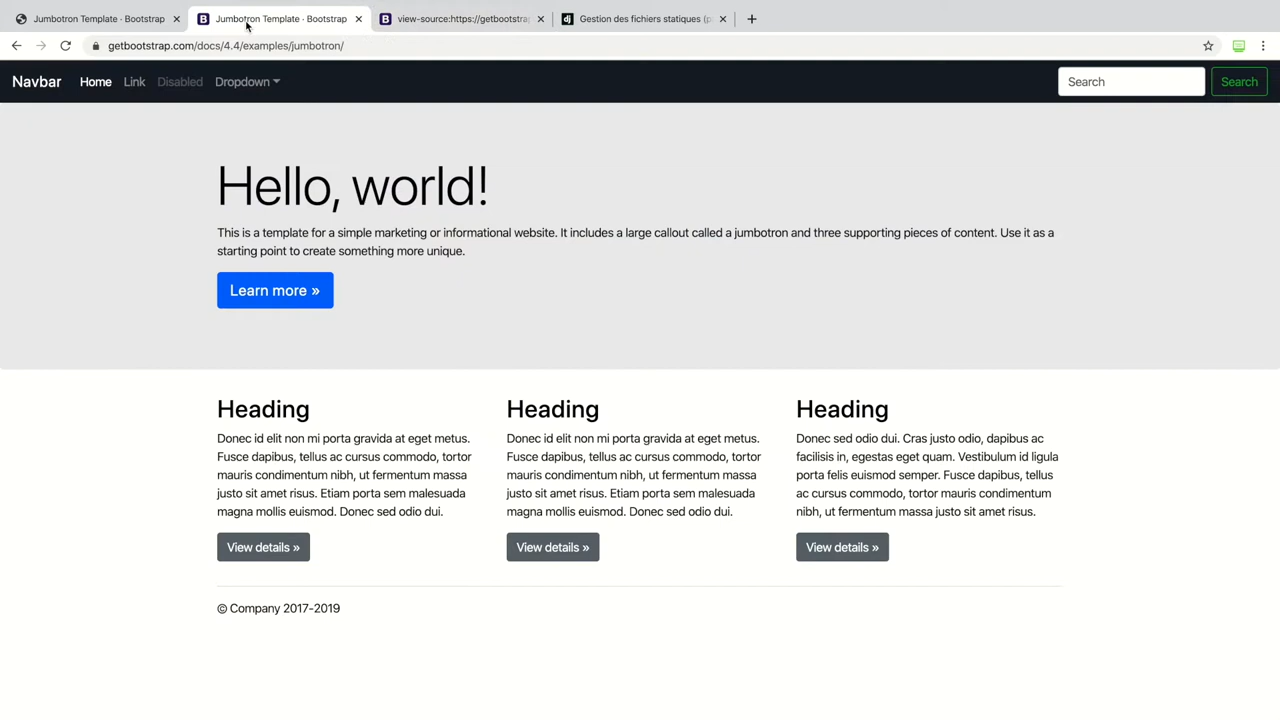 Jumbotron Template · Bootstrap
Jumbotron Template · Bootstrap
view-source:https://getbootstra
Gestion des fichiers statiques (p
getbootstrap.com/docs/4.4/examples/jumbotron/
Navbar Home Link Disabled Dropdown Search Search
Hello, world!
This is a template for a simple marketing or informational website. It includes a large callout called a jumbotron and three supporting pieces of content. Use it as a
starting point to create something more unique.
Learn more »
Heading
Donec id elit non mi porta gravida at eget metus.
Fusce dapibus, tellus ac cursus commodo, tortor
mauris condimentum nibh, ut fermentum massa
justo sit amet risus. Etiam porta sem malesuada
magna mollis euismod. Donec sed odio dui.
View details »
Heading
Donec id elit non mi porta gravida at eget metus.
Fusce dapibus, tellus ac cursus commodo, tortor
mauris condimentum nibh, ut fermentum massa
justo sit amet risus. Etiam porta sem malesuada
magna mollis euismod. Donec sed odio dui.
View details »
Heading
Donec sed odio dui. Cras justo odio, dapibus ac
facilisis in, egestas eget quam. Vestibulum id ligula
porta felis euismod semper. Fusce dapibus, tellus
ac cursus commodo, tortor mauris condimentum
nibh, ut fermentum massa justo sit amet risus.
View details »
© Company 2017-2019